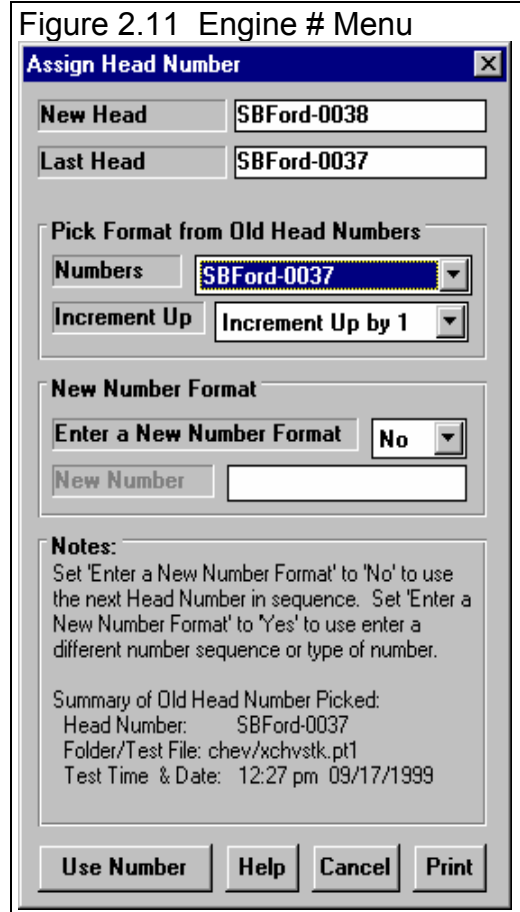 Figure 2.11 Engine # Menu
Assign Head Number
New Head SBFord-0038
Last Head SBFord-0037
Pick Format from Old Head Numbers
Numbers SBFord-0037
Increment Up Increment Up by 1
New Number Format
Enter a New Number Format No
New Number
Notes:
Set 'Enter a New Number Format' to 'No' to use
the next Head Number in sequence. Set 'Enter a
New Number Format' to 'Yes' to use enter a
different number sequence or type of number.
Summary of Old Head Number Picked:
Head Number: SBFord-0037
Folder/Test File: chev/xchvstk.pt1
Test Time & Date: 12:27 pm 09/17/1999
Use Number Help Cancel Print